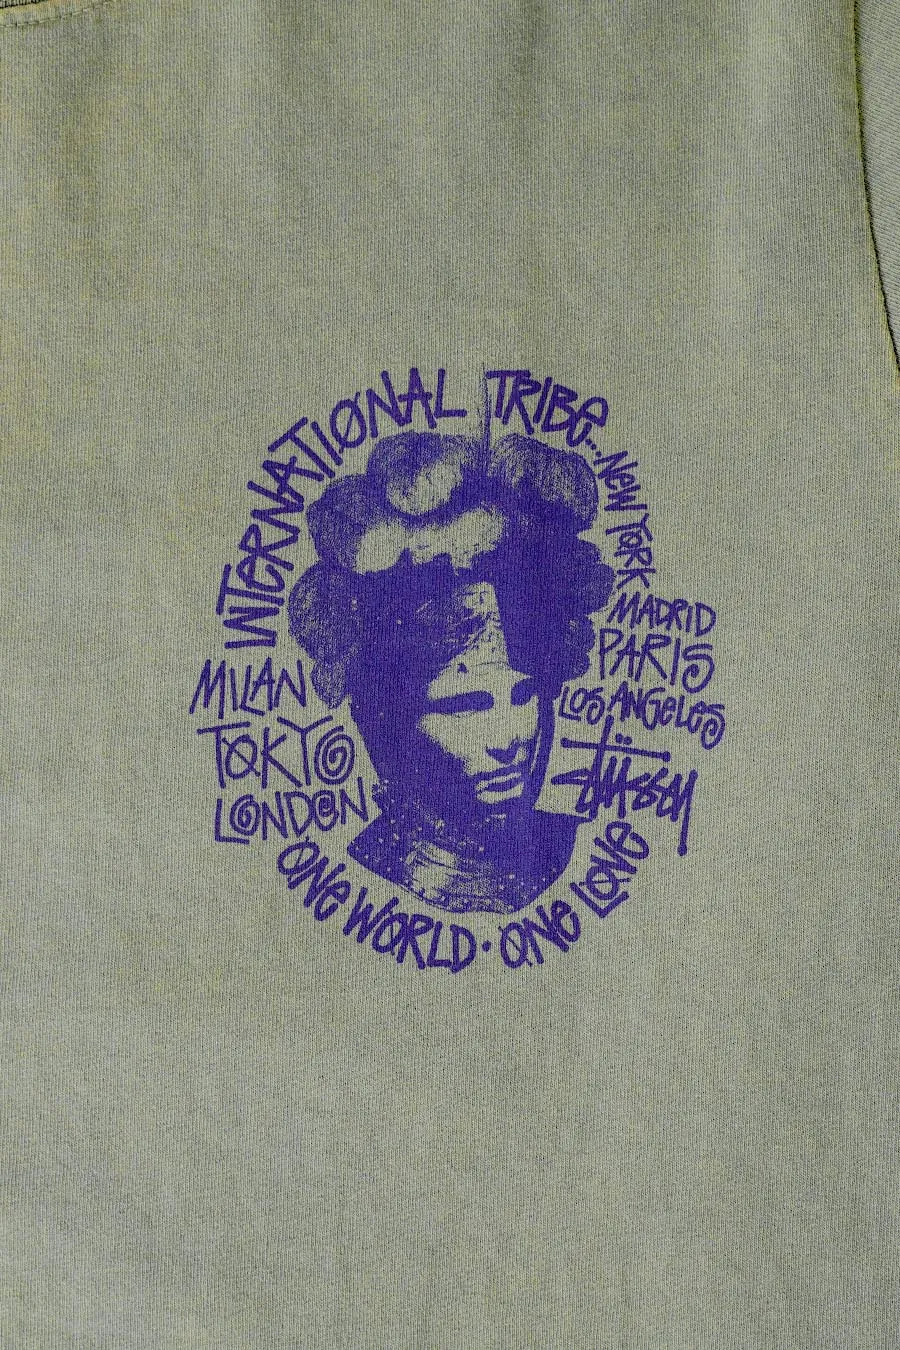 INTERNATIONAL TRIBE...
NEW YORK
MADRID
PARIS
LOS ANGELES
Stüssy
MILAN
TOKYO
LONDON
ONE WORLD · ONE LOVE